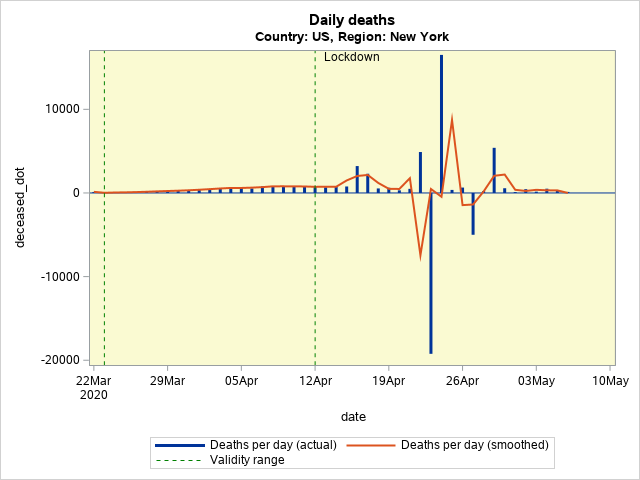 Daily deaths
Country: US, Region: New York
Lockdown
deceased_dot
10000
0
-10000
-20000
22Mar 29Mar 05Apr 12Apr 19Apr 26Apr 03May 10May
2020
date
Deaths per day (actual) Deaths per day (smoothed)
Validity range